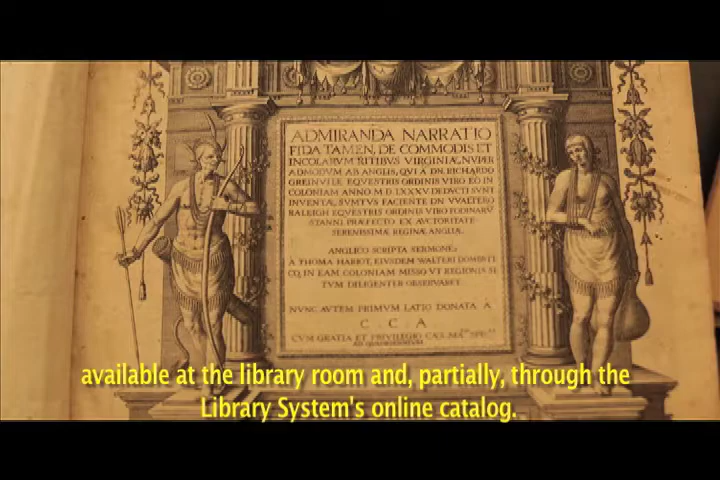 ADMIRANDA NARRATIO
FIDA TAMEN, DE COMMODIS ET
INCOLARVM RITIBVS VIRGINIÆ, NVPER
ADMODVM AB ANGLIS, QVI À DN. RICHARDO
GREINVILE EQVESTRIS ORDINIS VIRO EO IN
COLONIAM ANNO M.D.LXXXV DEDVCTI SVNT
INVENTÆ, SVMTVS FACIENTE DN. VVALTERO
RALEIGH EQVESTRIS ORDINIS VIRO FODINARV̄
STANNI PRÆFECTO EX AVCTORITATE
SERENISSIMÆ REGINÆ ANGLIÆ.
ANGLICO SCRIPTA SERMONE
À THOMA HARIOT, EIVSDEM WALTERI DOMESTI
CO, IN EAM COLONIAM MISSO VT REGIONIS SI
TVM DILIGENTER OBSERVARET
NVNC AVTEM PRIMVM LATIO DONATA À
C. C. A.
CVM GRATIA ET PRIVILEGIO CÆS. MA.
available at the library room and, partially, through the
Library System's online catalog.